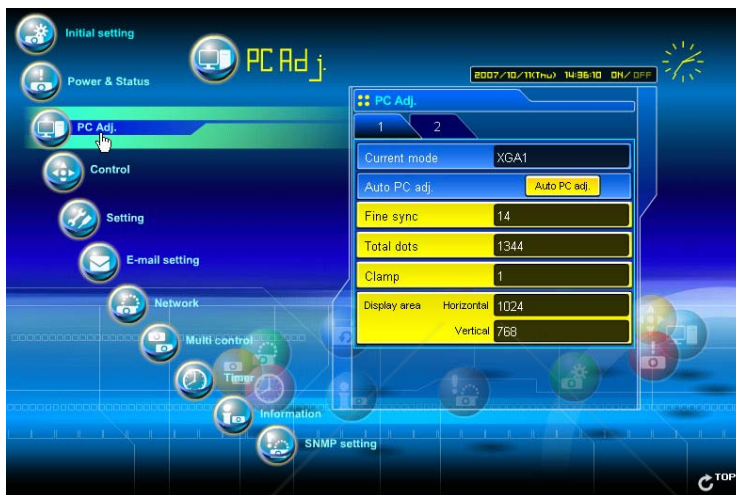 Initial setting
Power & Status
PC Adj.
Control
Setting
E-mail setting
Network
Multi control
Timer
Information
SNMP setting
PC Adj.
2007/10/11(Thu) 14:36:10 ON/OFF
PC Adj.
1 2
Current mode XGA1
Auto PC adj. Auto PC adj.
Fine sync 14
Total dots 1344
Clamp 1
Display area Horizontal 1024
Vertical 768
TOP